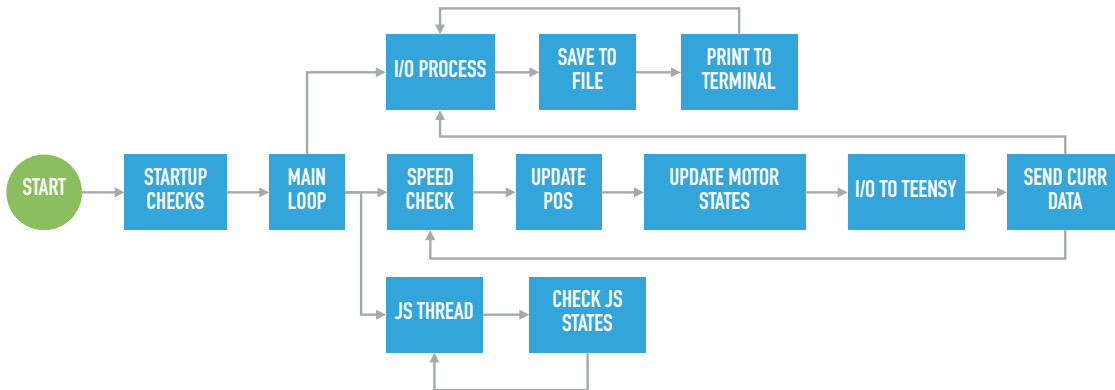 I/O PROCESS
SAVE TO
FILE
PRINT TO
TERMINAL
START
STARTUP
CHECKS
MAIN
LOOP
SPEED
CHECK
UPDATE
POS
UPDATE MOTOR
STATES
I/O TO TEENSY
SEND CURR
DATA
JS THREAD
CHECK JS
STATES